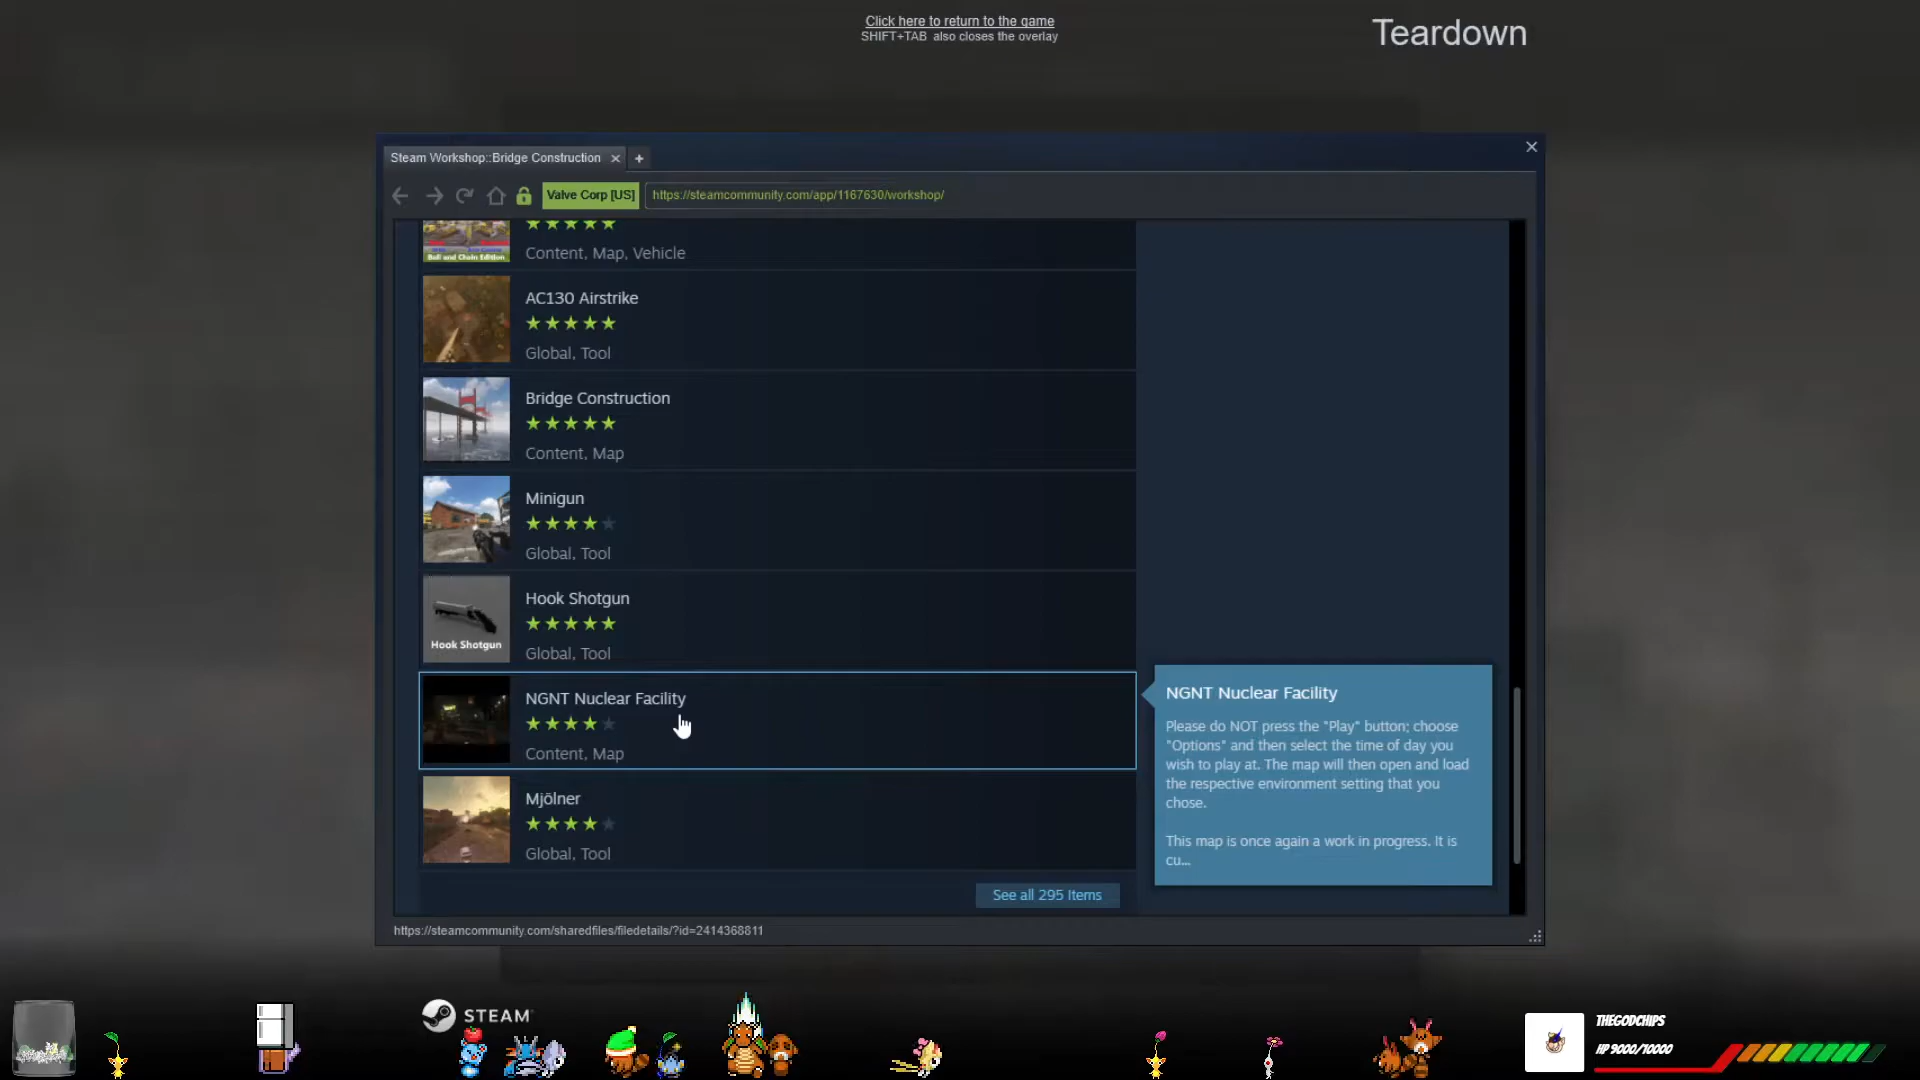 Click here to return to the game
SHIFT+TAB also closes the overlay
Teardown
Steam Workshop::Bridge Construction
Valve Corp [US]
https://steamcommunity.com/app/1167630/workshop/
Ball and Chain Edition
Content, Map, Vehicle
AC130 Airstrike
Global, Tool
Bridge Construction
Content, Map
Minigun
Global, Tool
Hook Shotgun
Hook Shotgun
Global, Tool
NGNT Nuclear Facility
Content, Map
NGNT Nuclear Facility
Please do NOT press the "Play" button; choose
"Options" and then select the time of day you
wish to play at. The map will then open and load
the respective environment setting that you
chose.
This map is once again a work in progress. It is
cu...
Mjölner
Global, Tool
See all 295 Items
https://steamcommunity.com/sharedfiles/filedetails/?id=2414368811
STEAM
THEGODCHIPS
HP 9000/10000